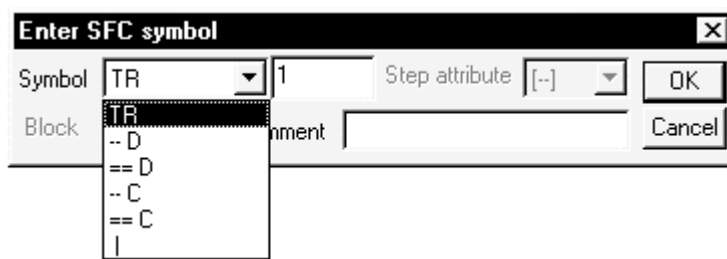 Enter SFC symbol
Symbol TR 1 Step attribute [--] OK
Block mment Cancel
TR
-- D
== D
-- C
== C
|